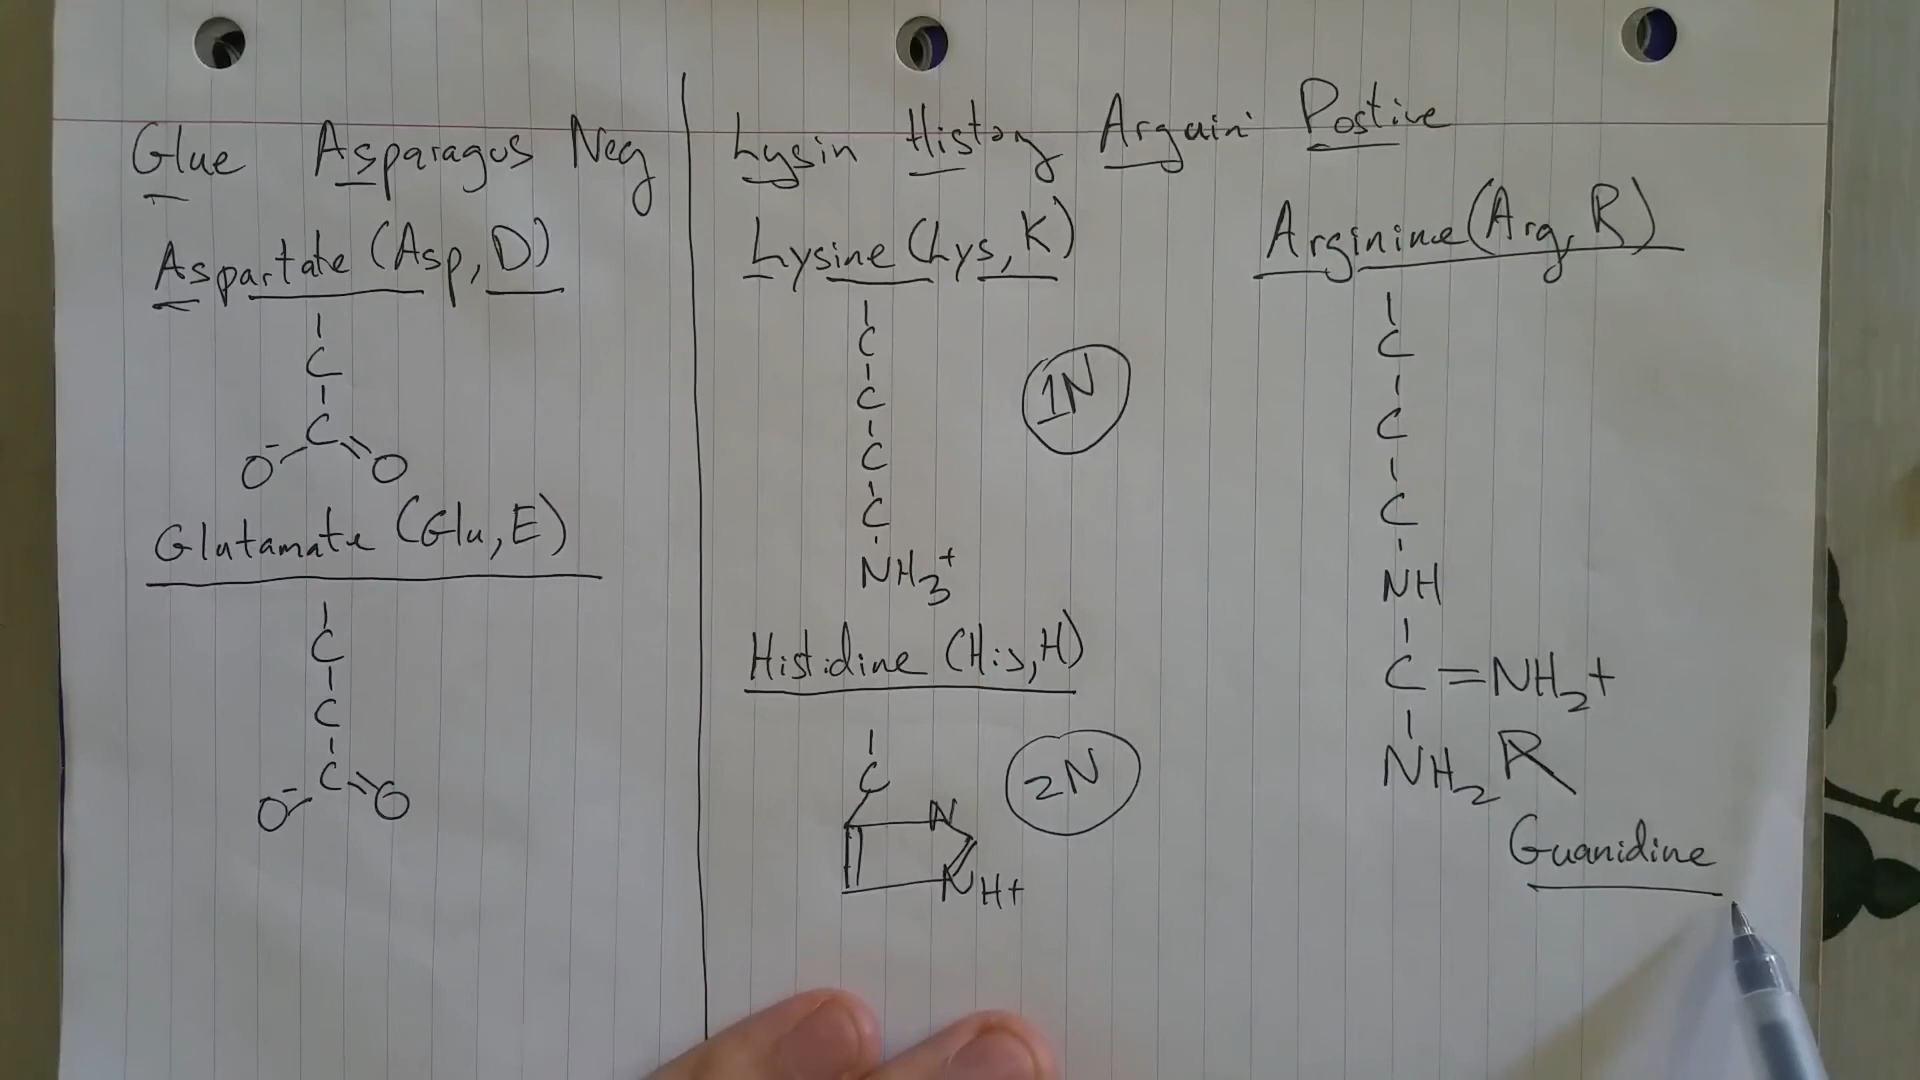 Glue Asparagus Neg
Aspartate (Asp, D)
C
C
O⁻ O
Glutamate (Glu, E)
C
C
C
O⁻ O
Lysin History Argain Postive
Lysine (Lys, K)
C
C
C
C
NH3+
1N
Histidine (His, H)
C
N
NH+
2N
Arginine (Arg, R)
C
C
C
NH
C=NH2+
NH2 R
Guanidine